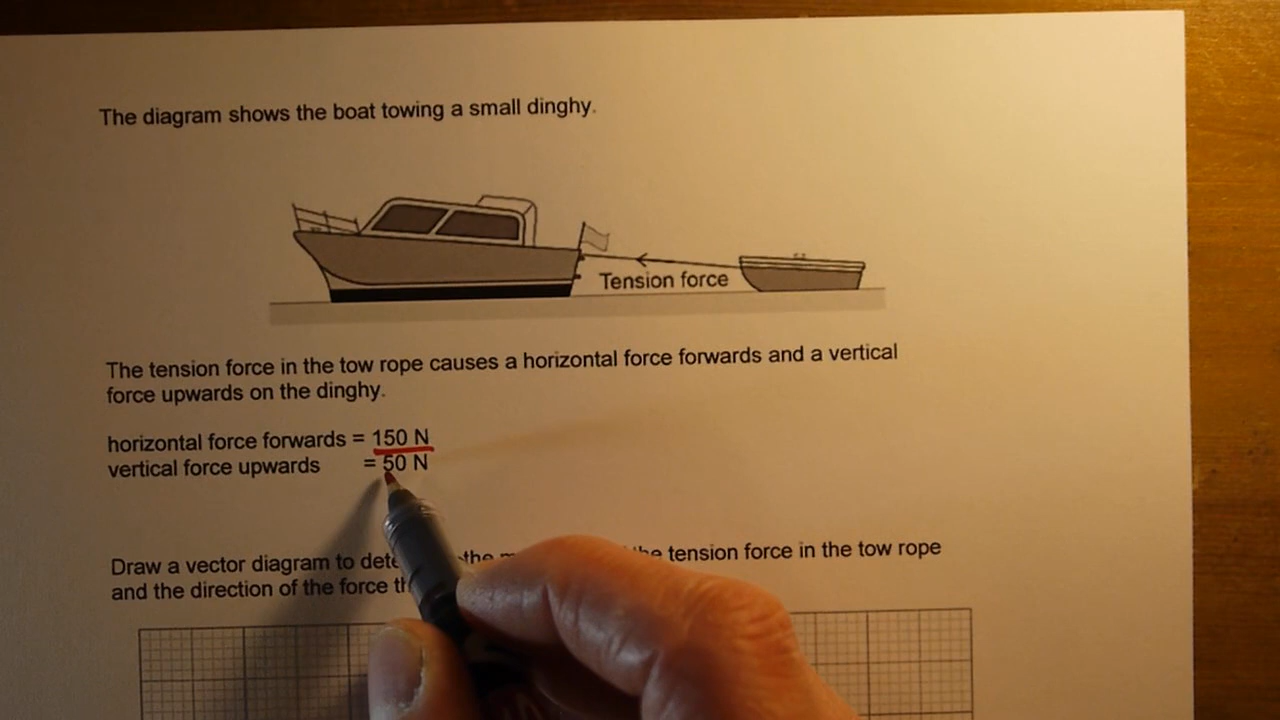 The diagram shows the boat towing a small dinghy.
Tension force
The tension force in the tow rope causes a horizontal force forwards and a vertical
force upwards on the dinghy.
horizontal force forwards = 150 N
vertical force upwards = 50 N
Draw a vector diagram to the tension force in the tow rope
and the direction of the force